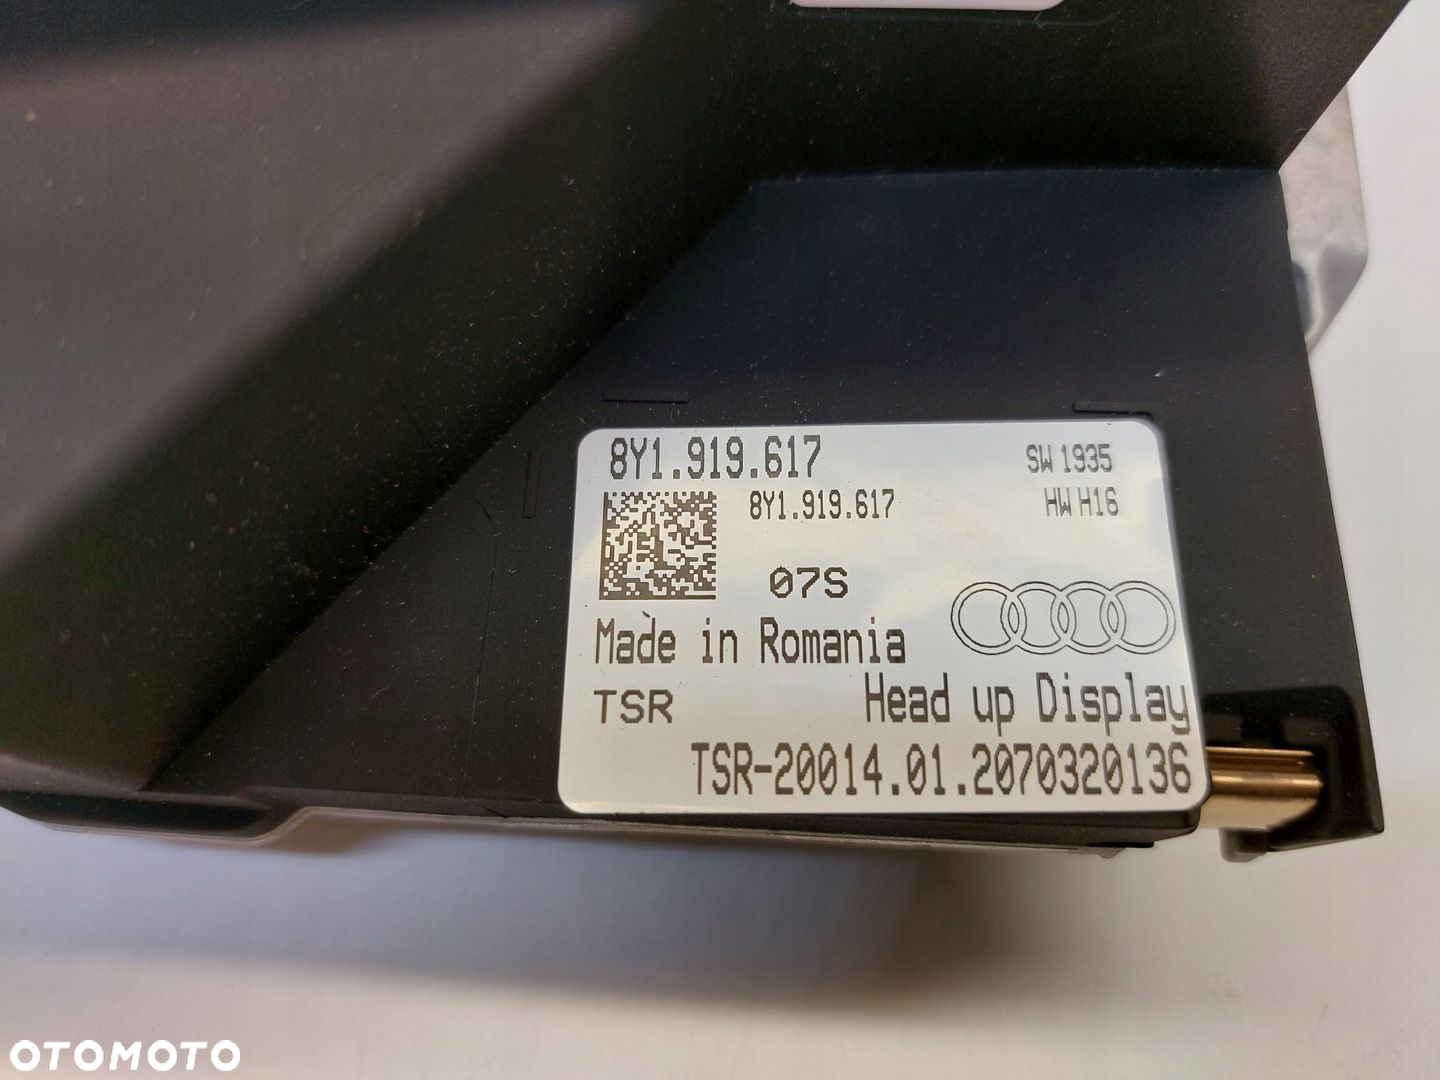 8Y1.919.617 SW 1935
8Y1.919.617 HW H16
07S
Made in Romania
TSR Head up Display
TSR-20014.01.2070320136
OTOMOTO